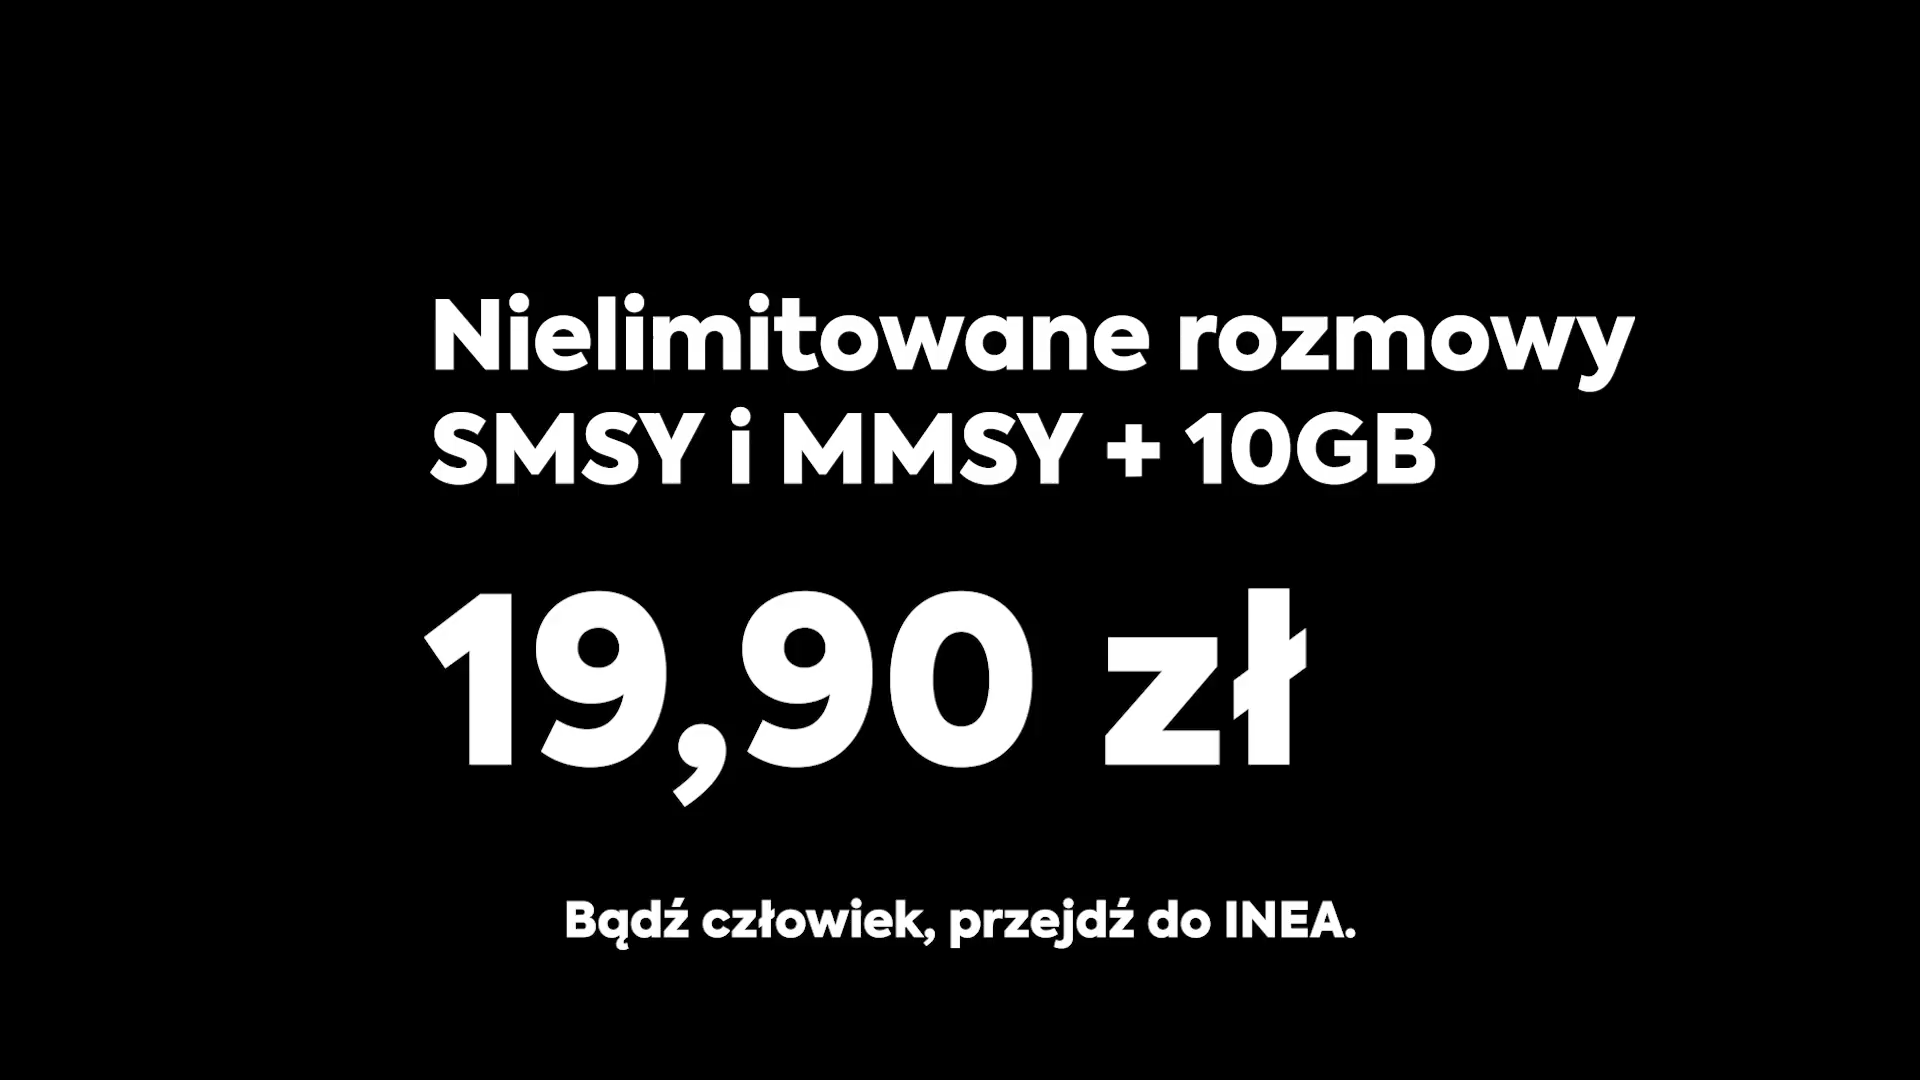 Nielimitowane rozmowy
SMSY i MMSY + 10GB
19,90 zł
Bądź człowiek, przejdź do INEA.